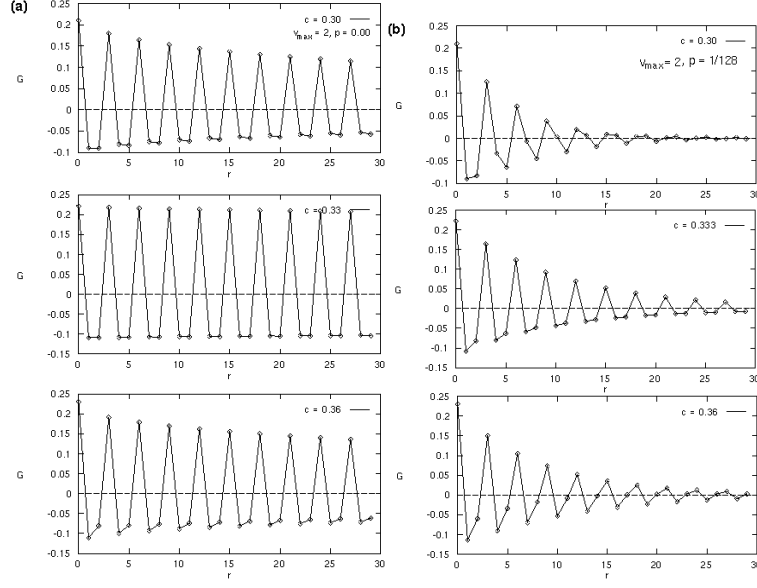 (a)
c = 0.30
v_max = 2, p = 0.00
G
0.25
0.2
0.15
0.1
0.05
0
-0.05
-0.1
0 5 10 15 20 25 30
r
c = 0.33
G
0.25
0.2
0.15
0.1
0.05
0
-0.05
-0.1
-0.15
0 5 10 15 20 25 30
r
c = 0.36
G
0.25
0.2
0.15
0.1
0.05
0
-0.05
-0.1
-0.15
0 5 10 15 20 25 30
r
(b)
c = 0.30
v_max = 2, p = 1/128
G
0.25
0.2
0.15
0.1
0.05
0
-0.05
-0.1
0 5 10 15 20 25 30
r
c = 0.333
G
0.25
0.2
0.15
0.1
0.05
0
-0.05
-0.1
-0.15
0 5 10 15 20 25 30
r
c = 0.36
G
0.25
0.2
0.15
0.1
0.05
0
-0.05
-0.1
-0.15
0 5 10 15 20 25 30
r